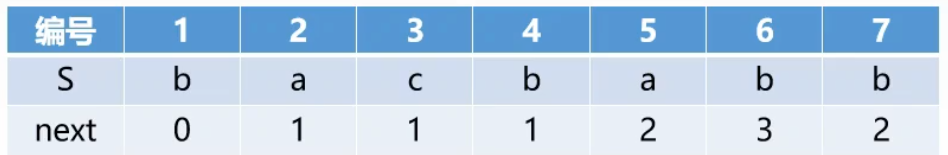 编号 1 2 3 4 5 6 7
S b a c b a b b
next 0 1 1 1 2 3 2